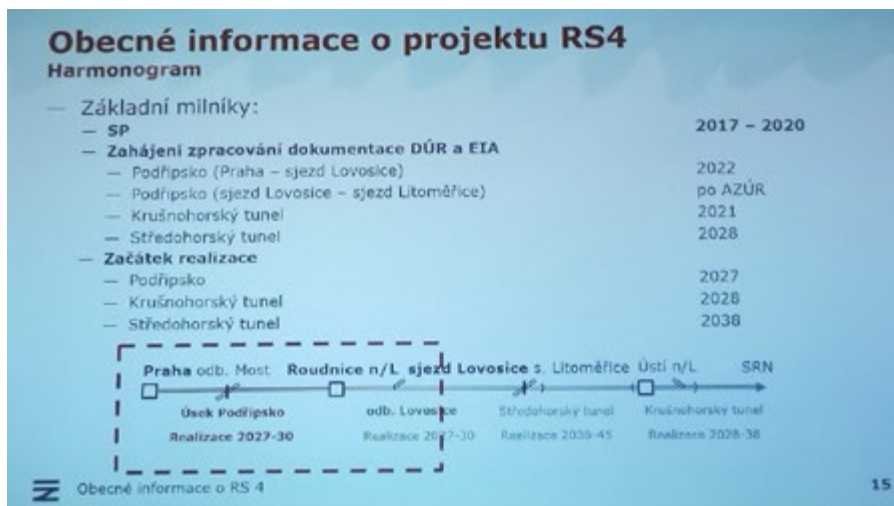 Obecné informace o projektu RS4
Harmonogram
— Základní milníky:
— SP 2017 – 2020
— Zahájení zpracování dokumentace DÚR a EIA
— Podřipsko (Praha – sjezd Lovosice) 2022
— Podřipsko (sjezd Lovosice – sjezd Litoměřice) po AZÚR
— Krušnohorský tunel 2021
— Středohorský tunel 2028
— Začátek realizace
— Podřipsko 2027
— Krušnohorský tunel 2028
— Středohorský tunel 2038
Praha odb. Most Roudnice n/L sjezd Lovosice s. Litoměřice Ústí n/L SRN
Úsek Podřipsko odb. Lovosice Středohorský tunel Krušnohorský tunel
Realizace 2027-30 Realizace 2027-30 Realizace 2038-45 Realizace 2028-38
Obecné informace o RS 4 15